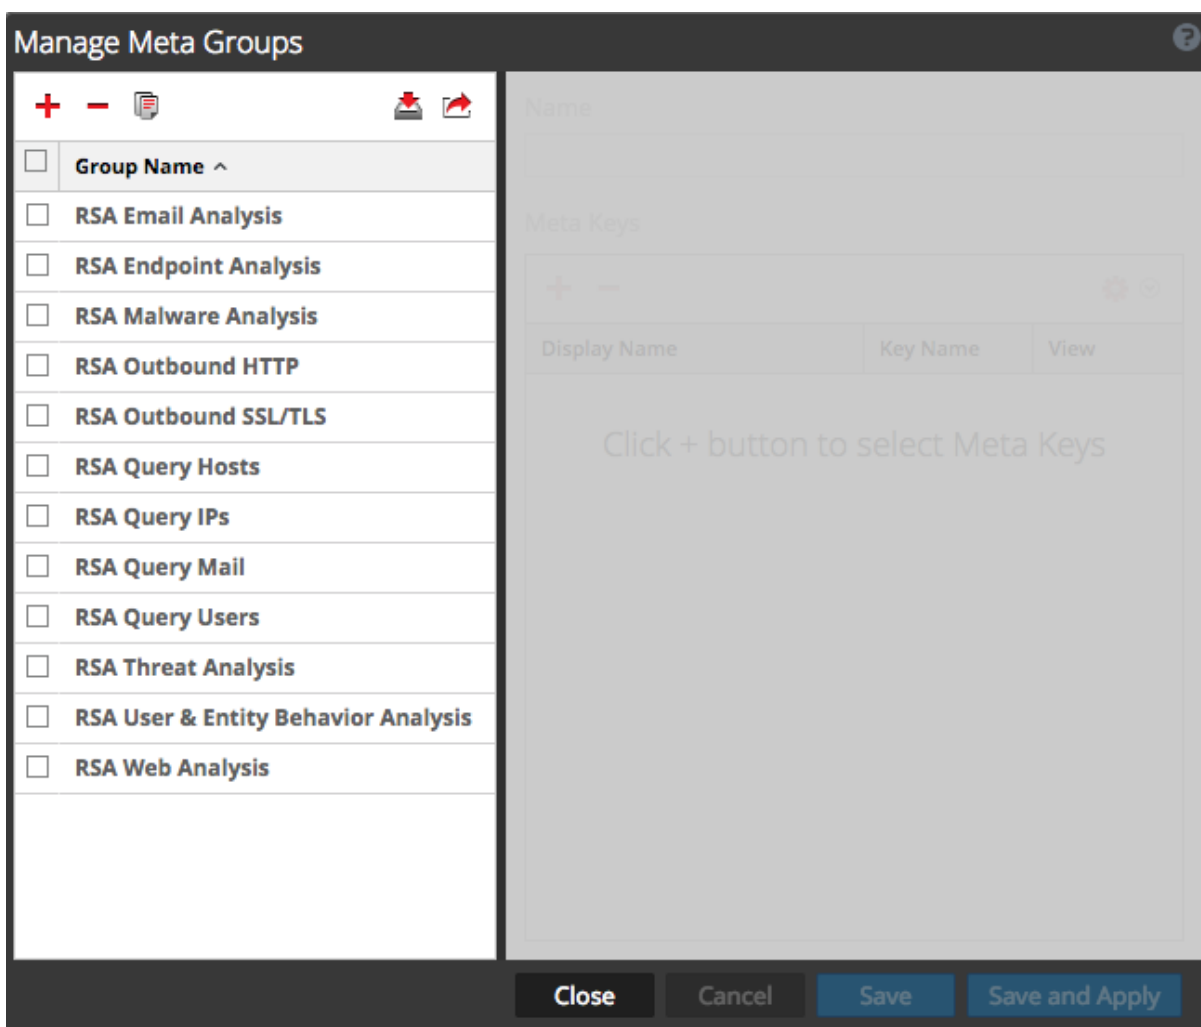 Manage Meta Groups
Group Name
RSA Email Analysis
RSA Endpoint Analysis
RSA Malware Analysis
RSA Outbound HTTP
RSA Outbound SSL/TLS
RSA Query Hosts
RSA Query IPs
RSA Query Mail
RSA Query Users
RSA Threat Analysis
RSA User & Entity Behavior Analysis
RSA Web Analysis
Name
Meta Keys
Display Name Key Name View
Click + button to select Meta Keys
Close Cancel Save Save and Apply